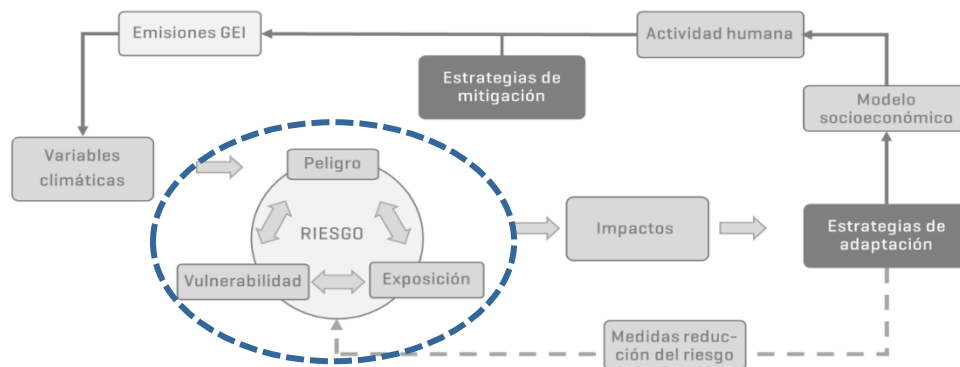 Emisiones GEI
Actividad humana
Estrategias de
mitigación
Modelo
socioeconómico
Variables
climáticas
Peligro
RIESGO
Vulnerabilidad
Exposición
Impactos
Estrategias de
adaptación
Medidas reduc-
ción del riesgo